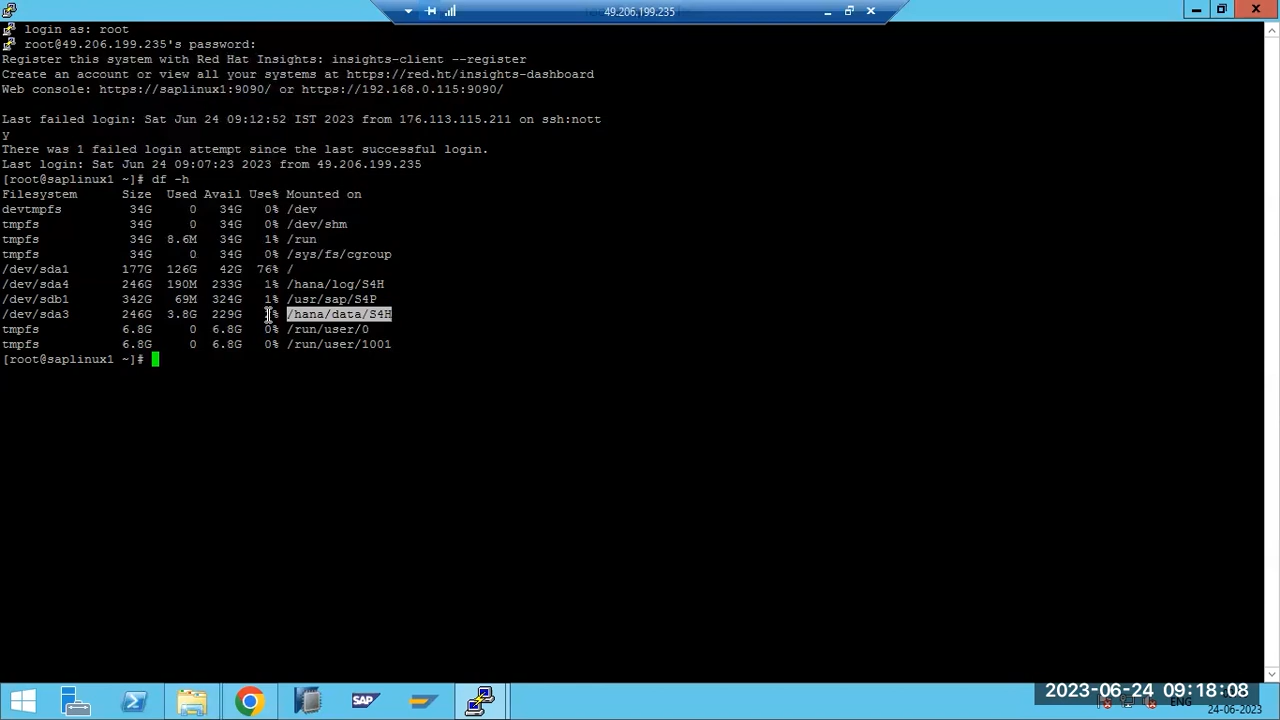 49.206.199.235
login as: root
root@49.206.199.235's password:
Register this system with Red Hat Insights: insights-client --register
Create an account or view all your systems at https://red.ht/insights-dashboard
Web console: https://saplinux1:9090/ or https://192.168.0.115:9090/
Last failed login: Sat Jun 24 09:12:52 IST 2023 from 176.113.115.211 on ssh:nott
y
There was 1 failed login attempt since the last successful login.
Last login: Sat Jun 24 09:07:23 2023 from 49.206.199.235
[root@saplinux1 ~]# df -h
Filesystem Size Used Avail Use% Mounted on
devtmpfs 34G 0 34G 0% /dev
tmpfs 34G 0 34G 0% /dev/shm
tmpfs 34G 8.6M 34G 1% /run
tmpfs 34G 0 34G 0% /sys/fs/cgroup
/dev/sda1 177G 126G 42G 76% /
/dev/sda4 246G 190M 233G 1% /hana/log/S4H
/dev/sdb1 342G 69M 324G 1% /usr/sap/S4P
/dev/sda3 246G 3.8G 229G % /hana/data/S4H
tmpfs 6.8G 0 6.8G 0% /run/user/0
tmpfs 6.8G 0 6.8G 0% /run/user/1001
[root@saplinux1 ~]#
SAP
2023-06-24 09:18:08
ENG
24-06-2023